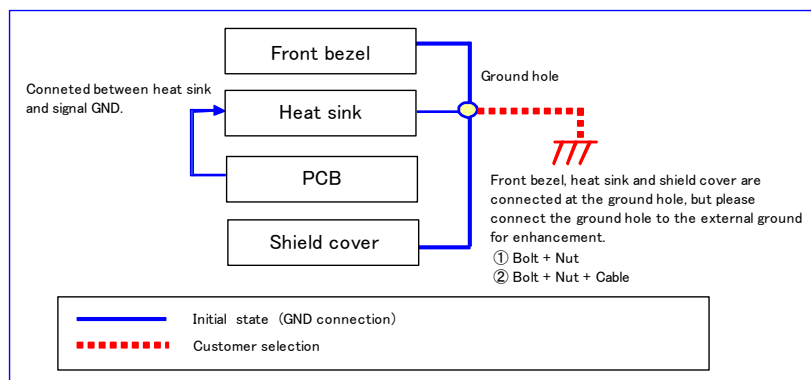 Front bezel
Ground hole
Conneted between heat sink
and signal GND.
Heat sink
PCB
Front bezel, heat sink and shield cover are
connected at the ground hole, but please
connect the ground hole to the external ground
for enhancement.
① Bolt + Nut
② Bolt + Nut + Cable
Shield cover
Initial state (GND connection)
Customer selection